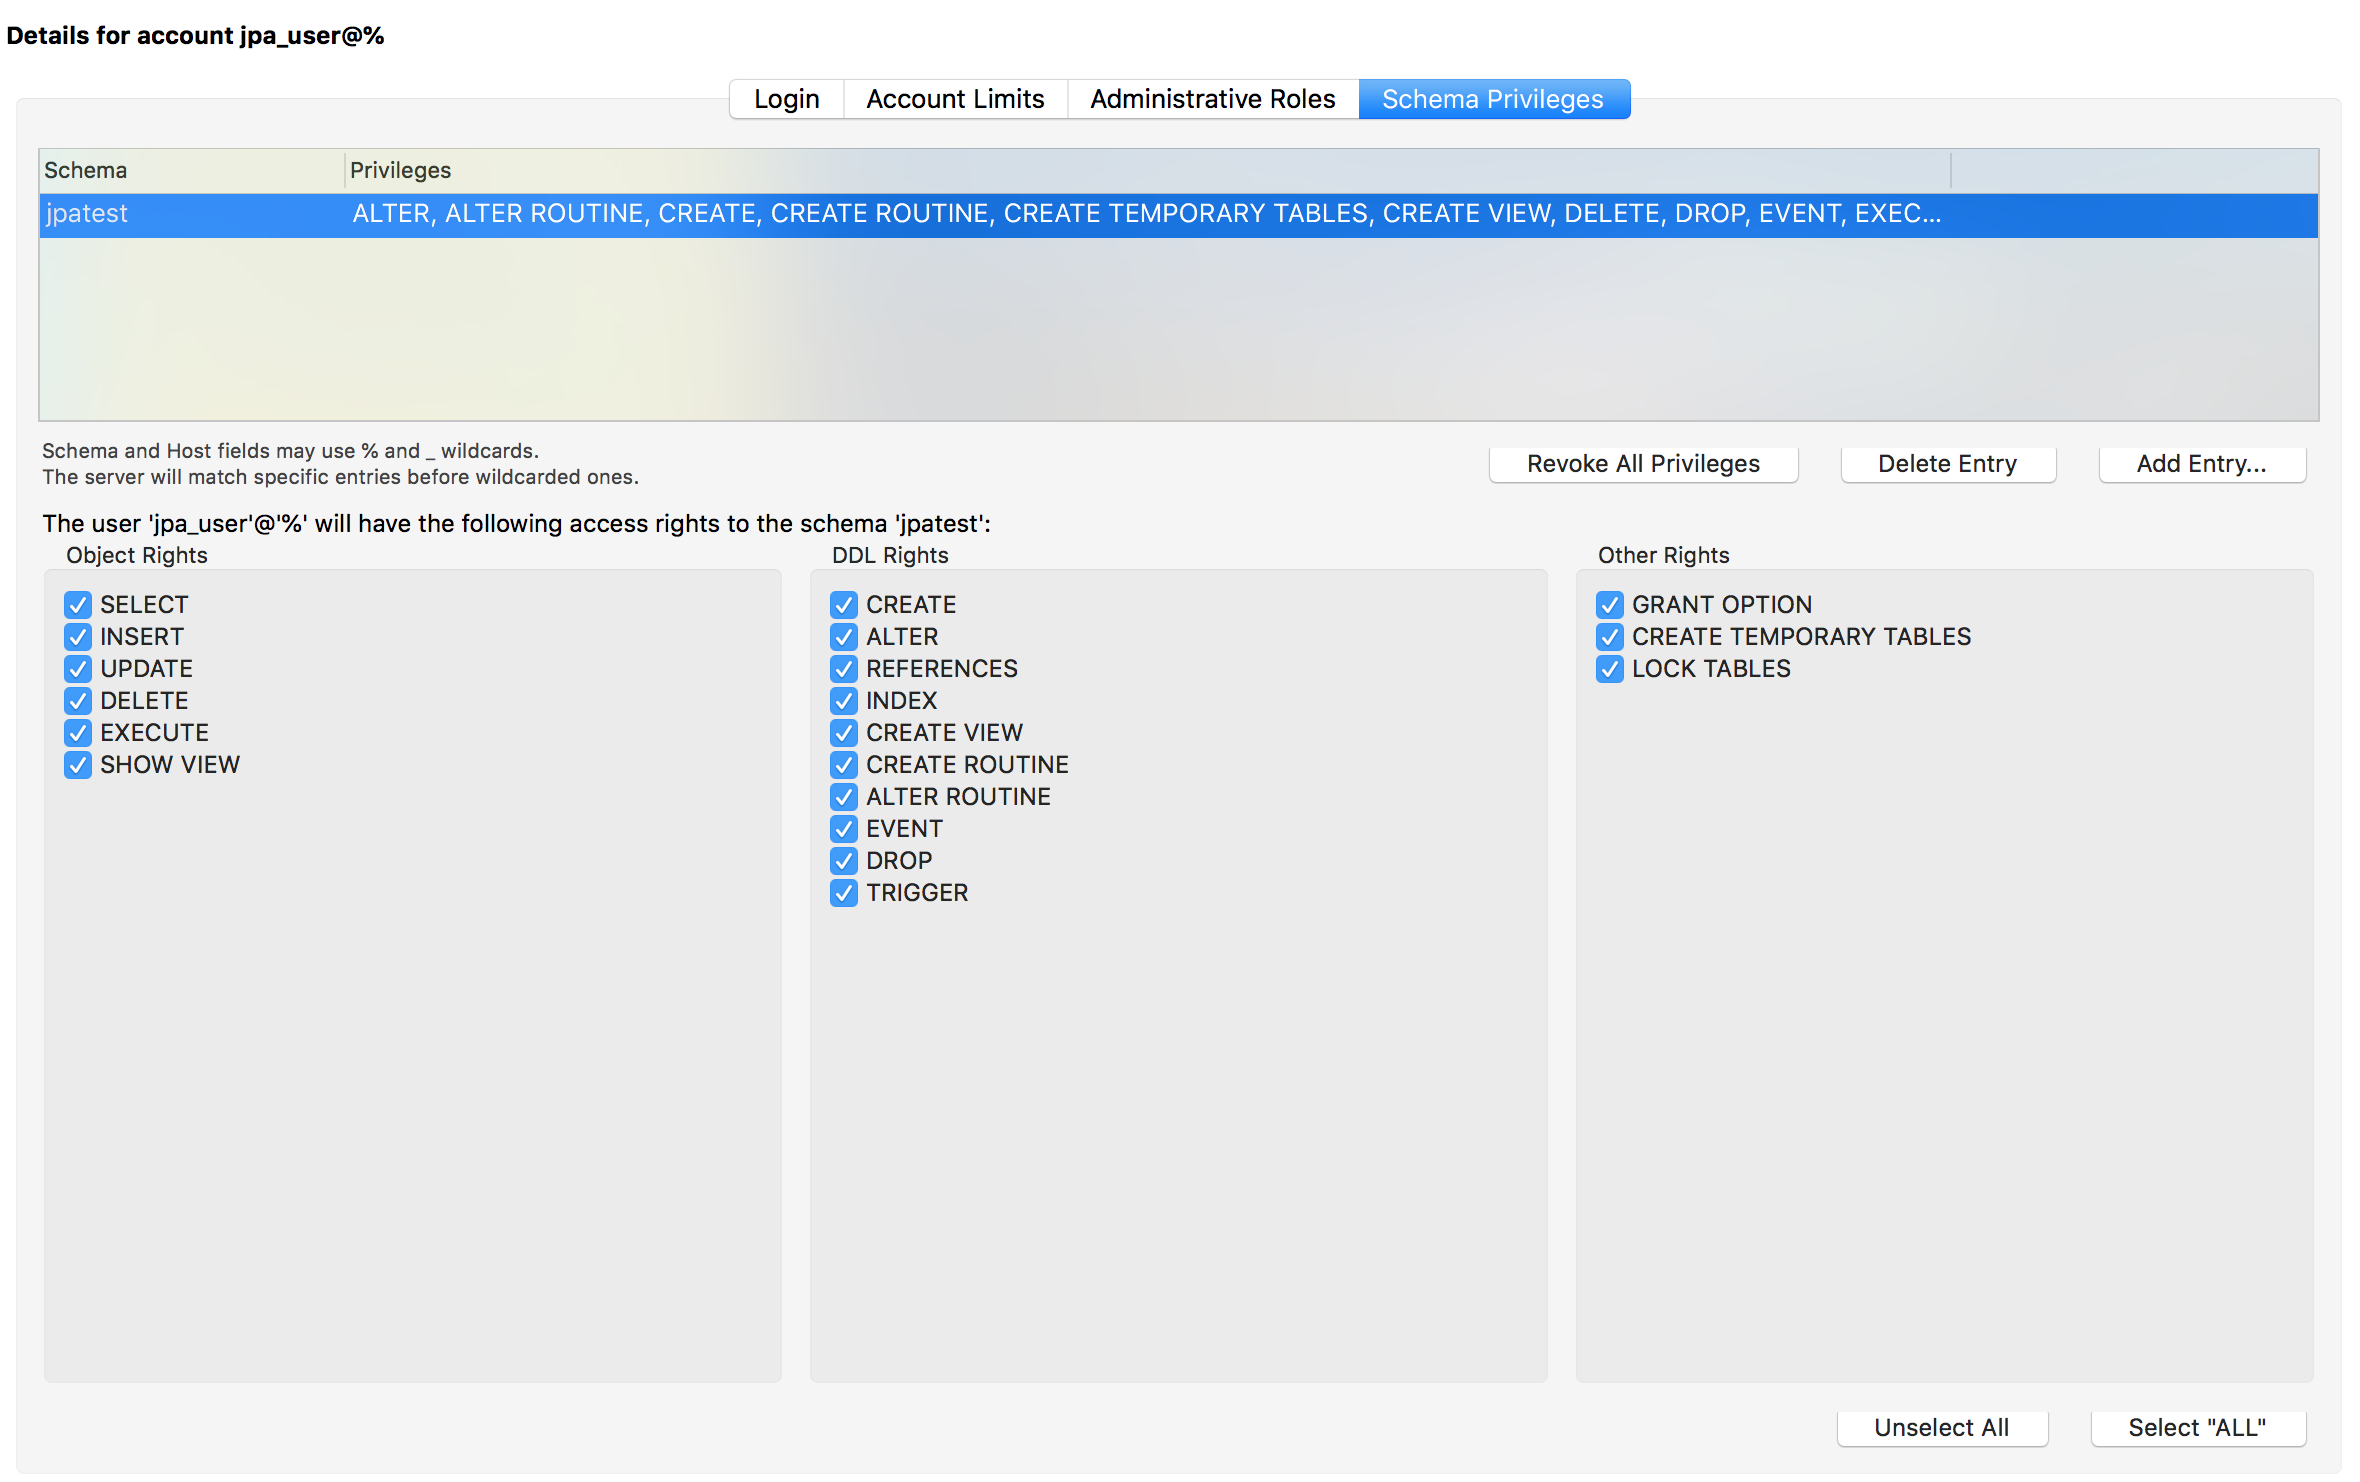 Details for account jpa_user@%
Login Account Limits Administrative Roles Schema Privileges
Schema Privileges
jpatest ALTER, ALTER ROUTINE, CREATE, CREATE ROUTINE, CREATE TEMPORARY TABLES, CREATE VIEW, DELETE, DROP, EVENT, EXEC...
Schema and Host fields may use % and _ wildcards.
The server will match specific entries before wildcarded ones.
Revoke All Privileges Delete Entry Add Entry...
The user 'jpa_user'@'%' will have the following access rights to the schema 'jpatest':
Object Rights
SELECT
INSERT
UPDATE
DELETE
EXECUTE
SHOW VIEW
DDL Rights
CREATE
ALTER
REFERENCES
INDEX
CREATE VIEW
CREATE ROUTINE
ALTER ROUTINE
EVENT
DROP
TRIGGER
Other Rights
GRANT OPTION
CREATE TEMPORARY TABLES
LOCK TABLES
Unselect All Select "ALL"